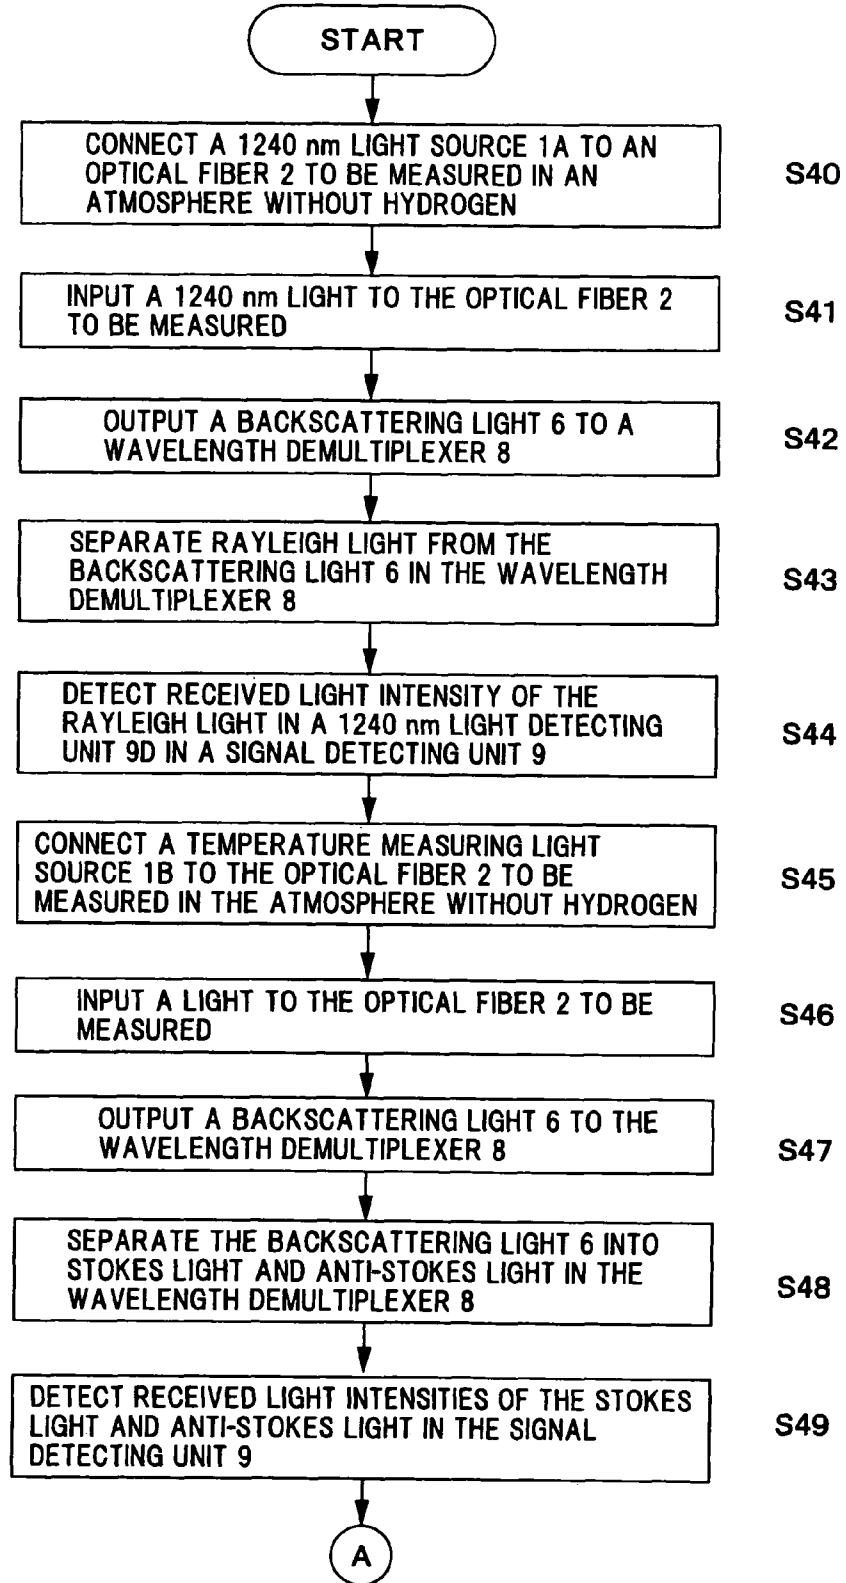 START
CONNECT A 1240 nm LIGHT SOURCE 1A TO AN
OPTICAL FIBER 2 TO BE MEASURED IN AN
ATMOSPHERE WITHOUT HYDROGEN
S40
INPUT A 1240 nm LIGHT TO THE OPTICAL FIBER 2
TO BE MEASURED
S41
OUTPUT A BACKSCATTERING LIGHT 6 TO A
WAVELENGTH DEMULTIPLEXER 8
S42
SEPARATE RAYLEIGH LIGHT FROM THE
BACKSCATTERING LIGHT 6 IN THE WAVELENGTH
DEMULTIPLEXER 8
S43
DETECT RECEIVED LIGHT INTENSITY OF THE
RAYLEIGH LIGHT IN A 1240 nm LIGHT DETECTING
UNIT 9D IN A SIGNAL DETECTING UNIT 9
S44
CONNECT A TEMPERATURE MEASURING LIGHT
SOURCE 1B TO THE OPTICAL FIBER 2 TO BE
MEASURED IN THE ATMOSPHERE WITHOUT HYDROGEN
S45
INPUT A LIGHT TO THE OPTICAL FIBER 2 TO BE
MEASURED
S46
OUTPUT A BACKSCATTERING LIGHT 6 TO THE
WAVELENGTH DEMULTIPLEXER 8
S47
SEPARATE THE BACKSCATTERING LIGHT 6 INTO
STOKES LIGHT AND ANTI-STOKES LIGHT IN THE
WAVELENGTH DEMULTIPLEXER 8
S48
DETECT RECEIVED LIGHT INTENSITIES OF THE STOKES
LIGHT AND ANTI-STOKES LIGHT IN THE SIGNAL
DETECTING UNIT 9
S49
A